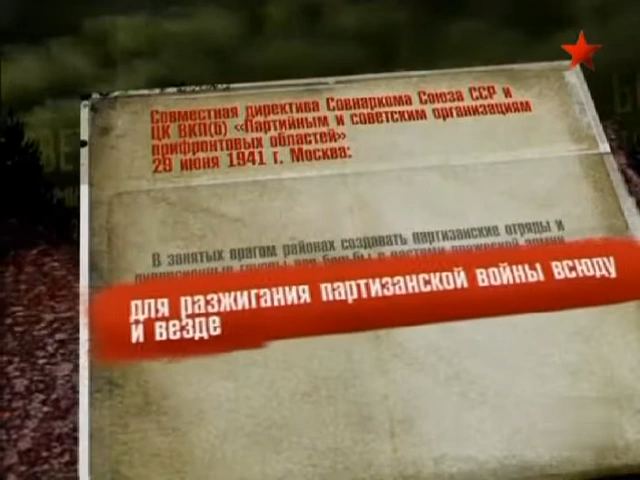 Совместная директива Совнаркома Союза ССР и
ЦК ВКП(б) «Партийным и советским организациям
прифронтовых областей»
29 июня 1941 г. Москва:
В занятых врагом районах создавать партизанские отряды и
для разжигания партизанской войны всюду
и везде